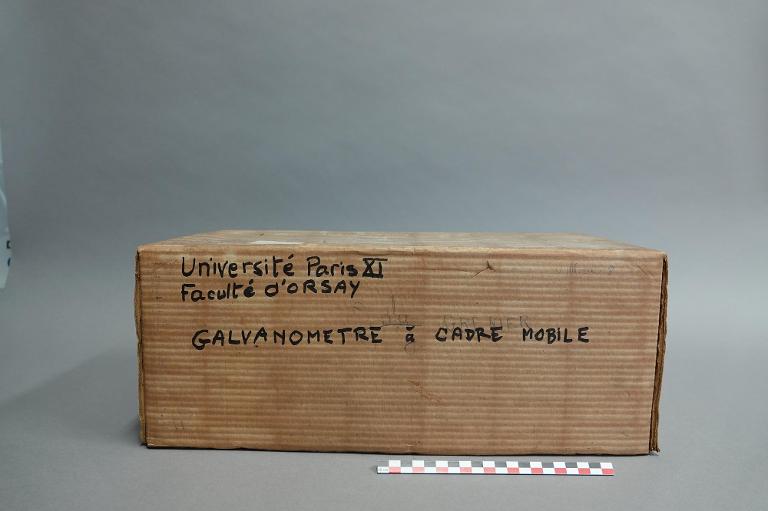 Université Paris XI
Faculté d'ORSAY
GALVANOMETRE à CADRE MOBILE